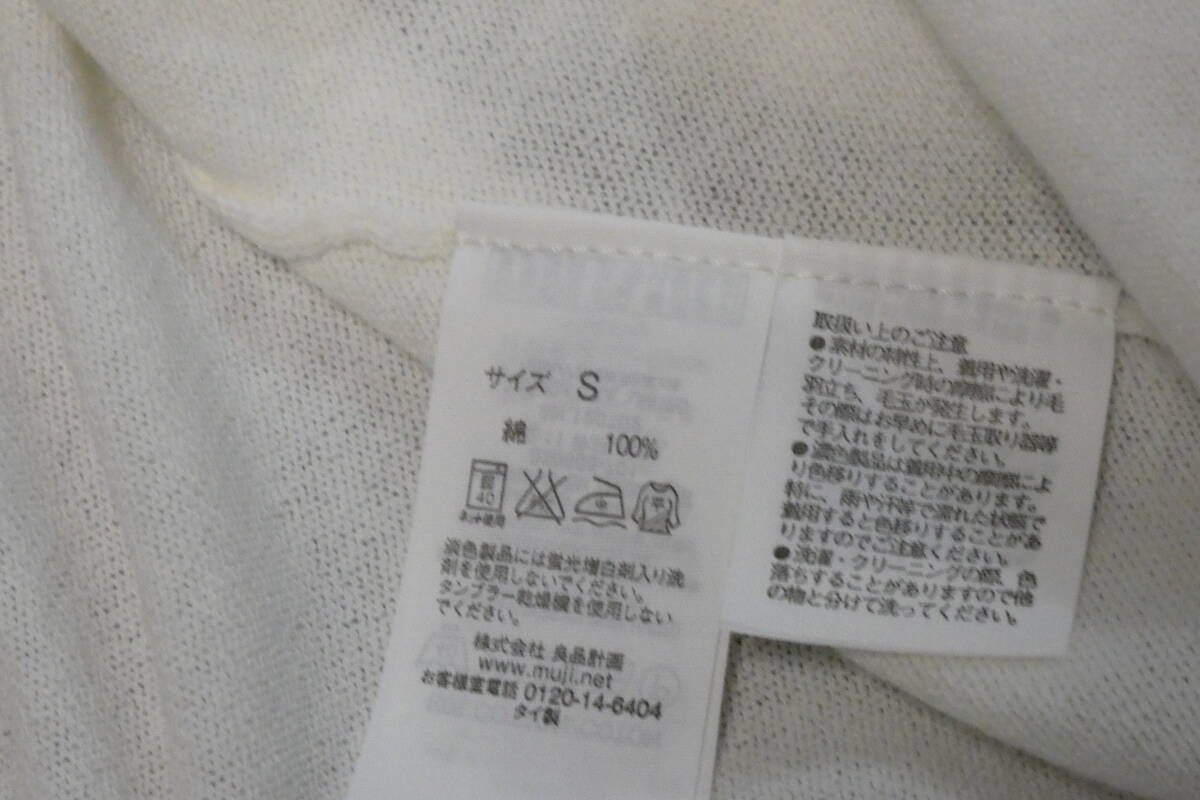 サイズ S
綿 100%
弱
40
ネット使用
中
淡色製品には蛍光増白剤入り洗
剤を使用しないでください。
タンブラー乾燥機を使用しない
でください。
株式会社 良品計画
www.muji.net
お客様室電話 0120-14-6404
タイ製
取扱い上のご注意
●素材の特性上、着用や洗濯・
クリーニング時の摩擦により毛
羽立ち、毛玉が発生します。
その際はお早めに毛玉取り器等
で手入れをしてください。
●濃色製品は着用中の摩擦によ
り色移りすることがあります。
特に、雨や汗等で濡れた状態で
着用すると色移りすることがあ
りますのでご注意ください。
●洗濯・クリーニングの際、色
落ちすることがありますので他
の物と分けて洗ってください。